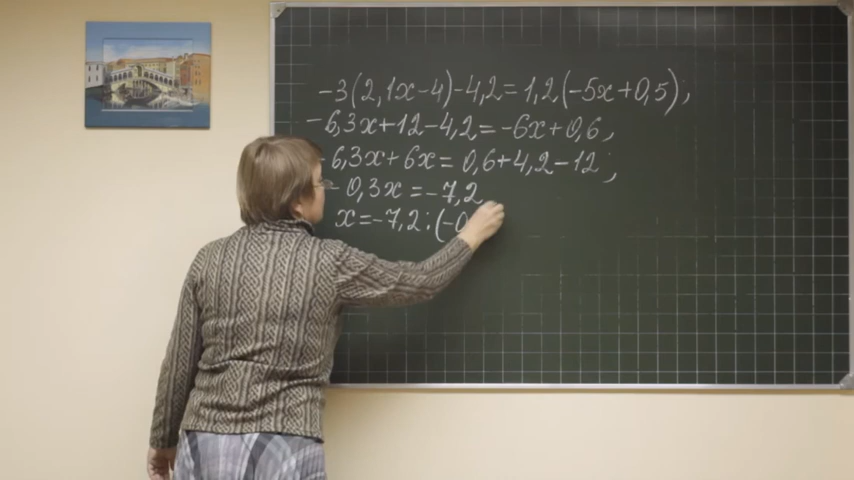 -3(2,1x-4)-4,2=1,2(-5x+0,5);
-6,3x+12-4,2=-6x+0,6;
-6,3x+6x=0,6+4,2-12;
-0,3x=-7,2
x=-7,2:(-0